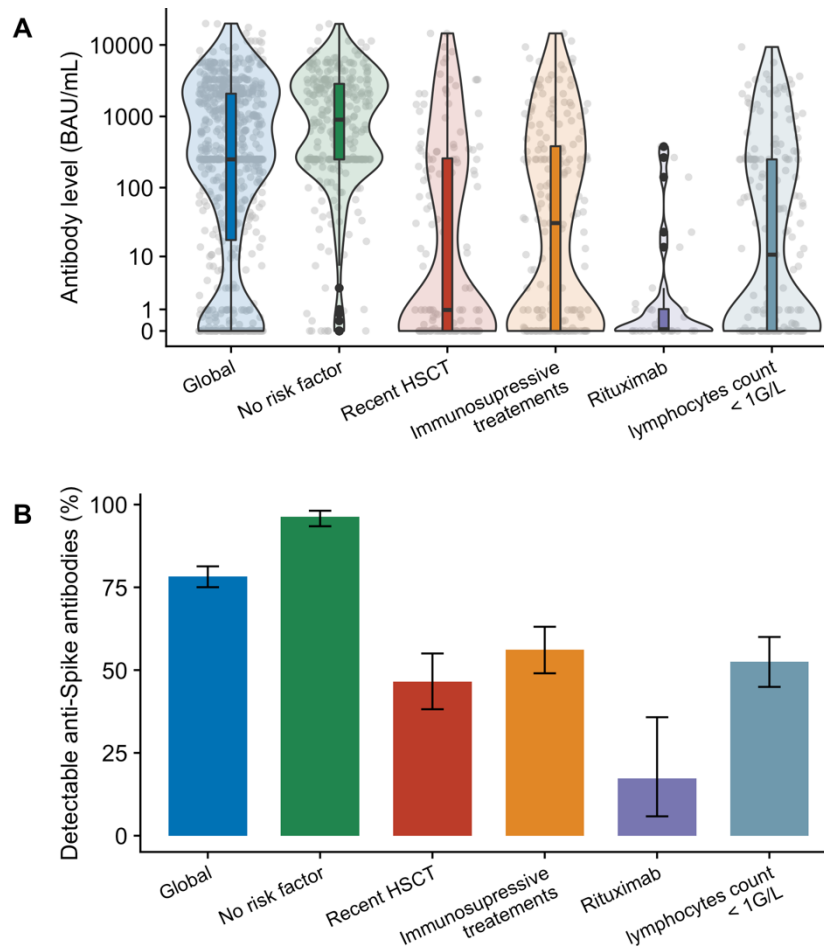 A
Antibody level (BAU/mL)
10000
1000
100
10
1
0
Global
No risk factor
Recent HSCT
Immunosupressive
treatements
Rituximab
lymphocytes count
< 1G/L
B
Detectable anti-Spike antibodies (%)
100
75
50
25
0
Global
No risk factor
Recent HSCT
Immunosupressive
treatements
Rituximab
lymphocytes count
< 1G/L